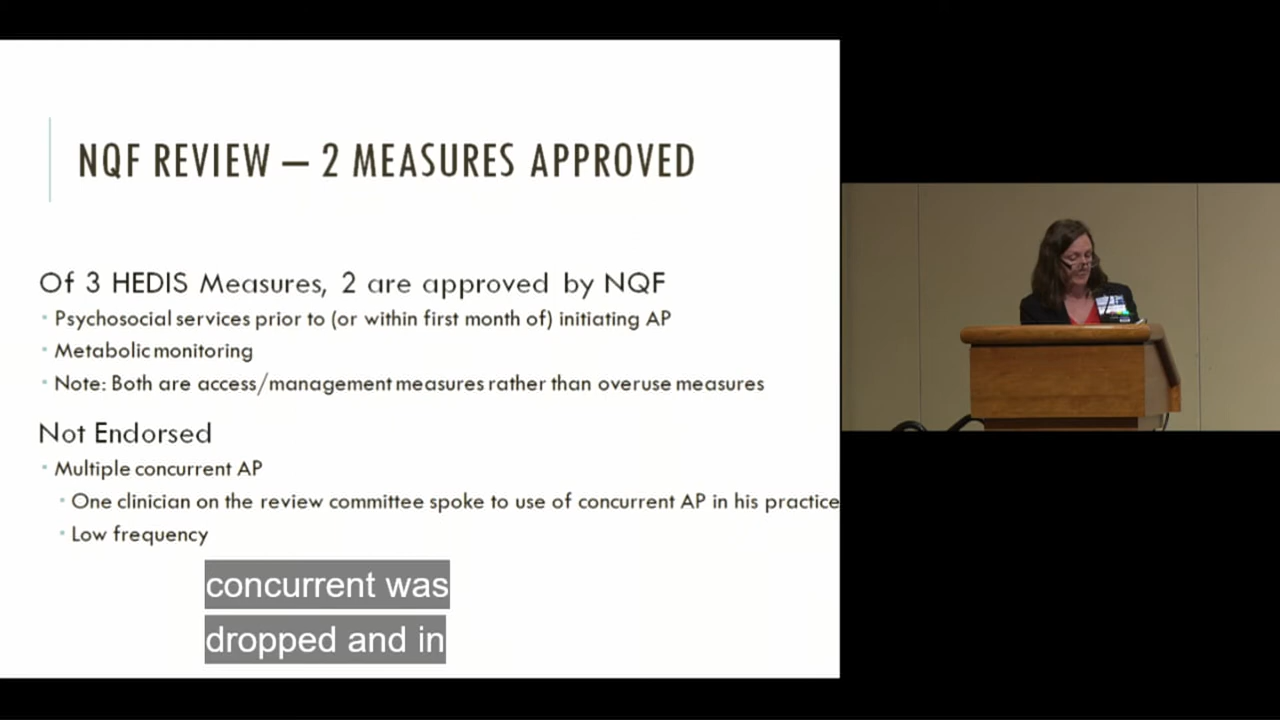 NQF REVIEW – 2 MEASURES APPROVED
Of 3 HEDIS Measures, 2 are approved by NQF
Psychosocial services prior to (or within first month of) initiating AP
Metabolic monitoring
Note: Both are access/management measures rather than overuse measures
Not Endorsed
Multiple concurrent AP
One clinician on the review committee spoke to use of concurrent AP in his practice
Low frequency
concurrent was
dropped and in